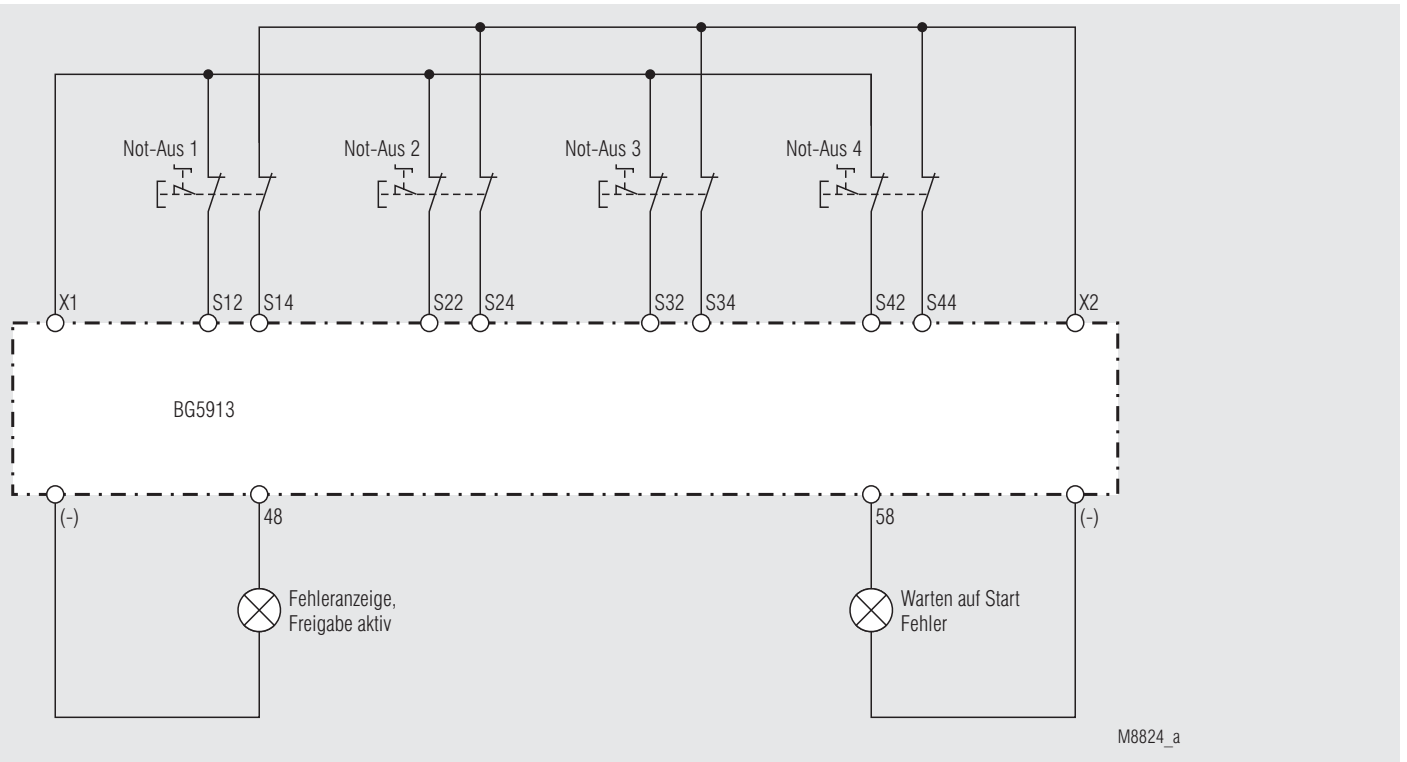 Not-Aus 1
Not-Aus 2
Not-Aus 3
Not-Aus 4
X1
S12
S14
S22
S24
S32
S34
S42
S44
X2
BG5913
(-)
48
58
(-)
Fehleranzeige,
Freigabe aktiv
Warten auf Start
Fehler
M8824_a